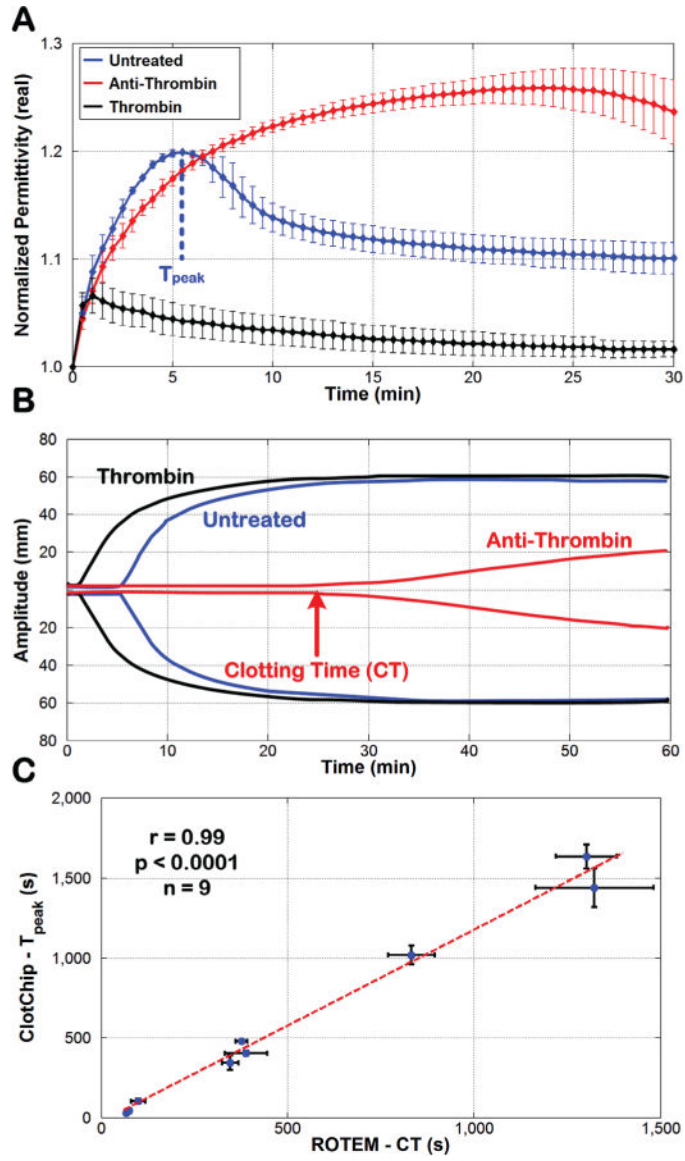 A
1.3
1.2
1.1
1.0
Normalized Permittivity (real)
Untreated
Anti-Thrombin
Thrombin
Tpeak
0 5 10 15 20 25 30
Time (min)
B
80
60
40
20
20
40
60
80
Amplitude (mm)
Thrombin
Untreated
Anti-Thrombin
Clotting Time (CT)
0 10 20 30 40 50 60
Time (min)
C
2,000
1,500
1,000
500
0
ClotChip - Tpeak (s)
r = 0.99
p < 0.0001
n = 9
0 500 1,000 1,500
ROTEM - CT (s)